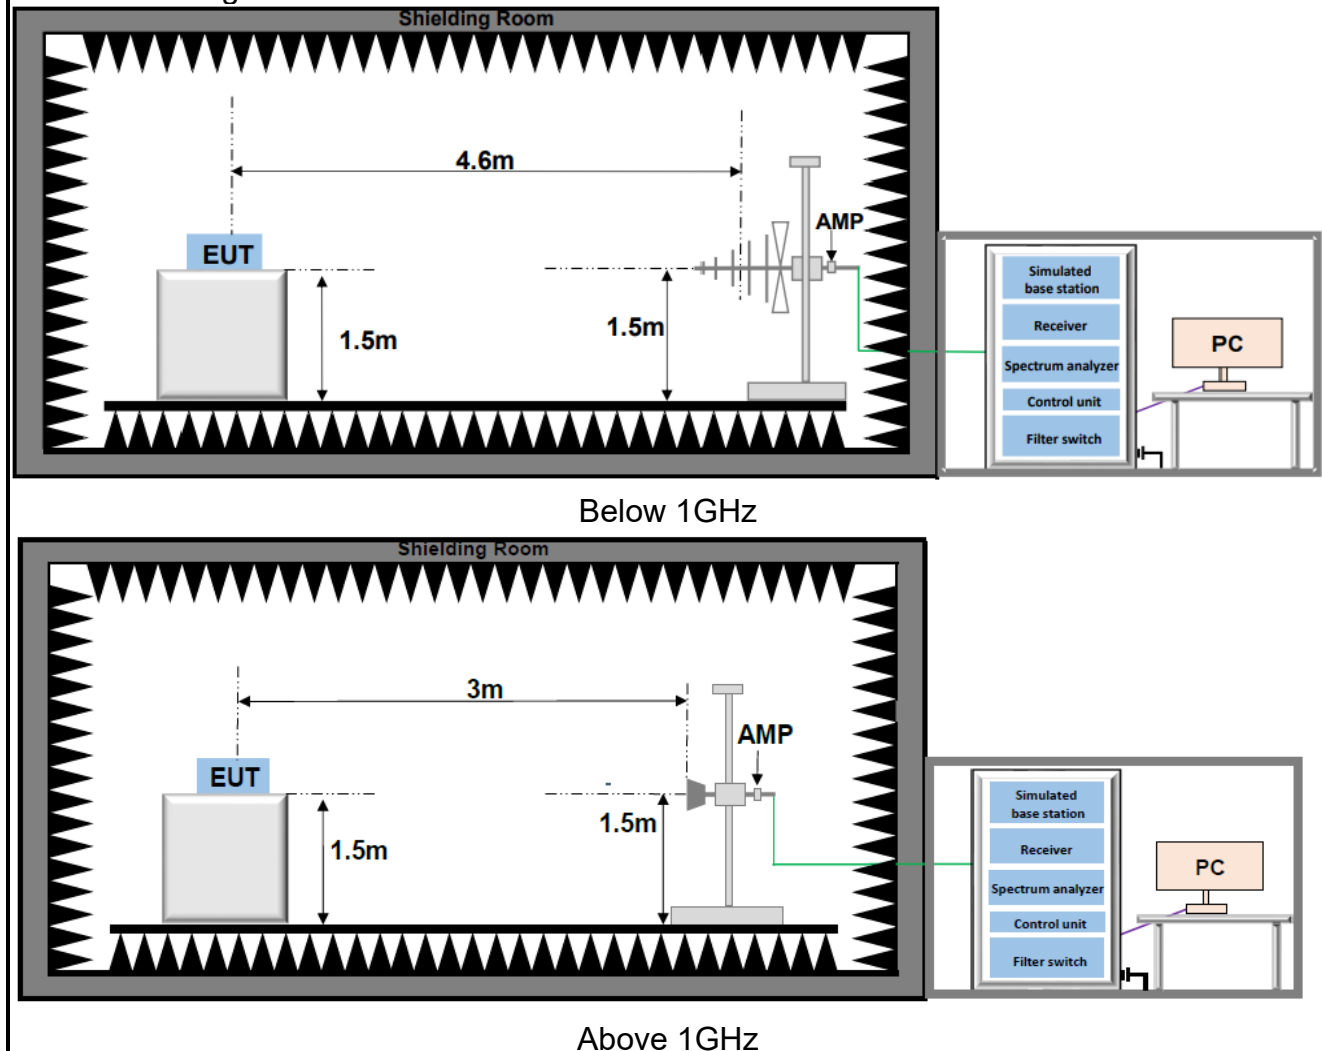 Shielding Room
4.6m
AMP
EUT
1.5m
1.5m
Simulated
base station
Receiver
Spectrum analyzer
Control unit
Filter switch
PC
Below 1GHz
Shielding Room
3m
AMP
EUT
1.5m
1.5m
Simulated
base station
Receiver
Spectrum analyzer
Control unit
Filter switch
PC
Above 1GHz